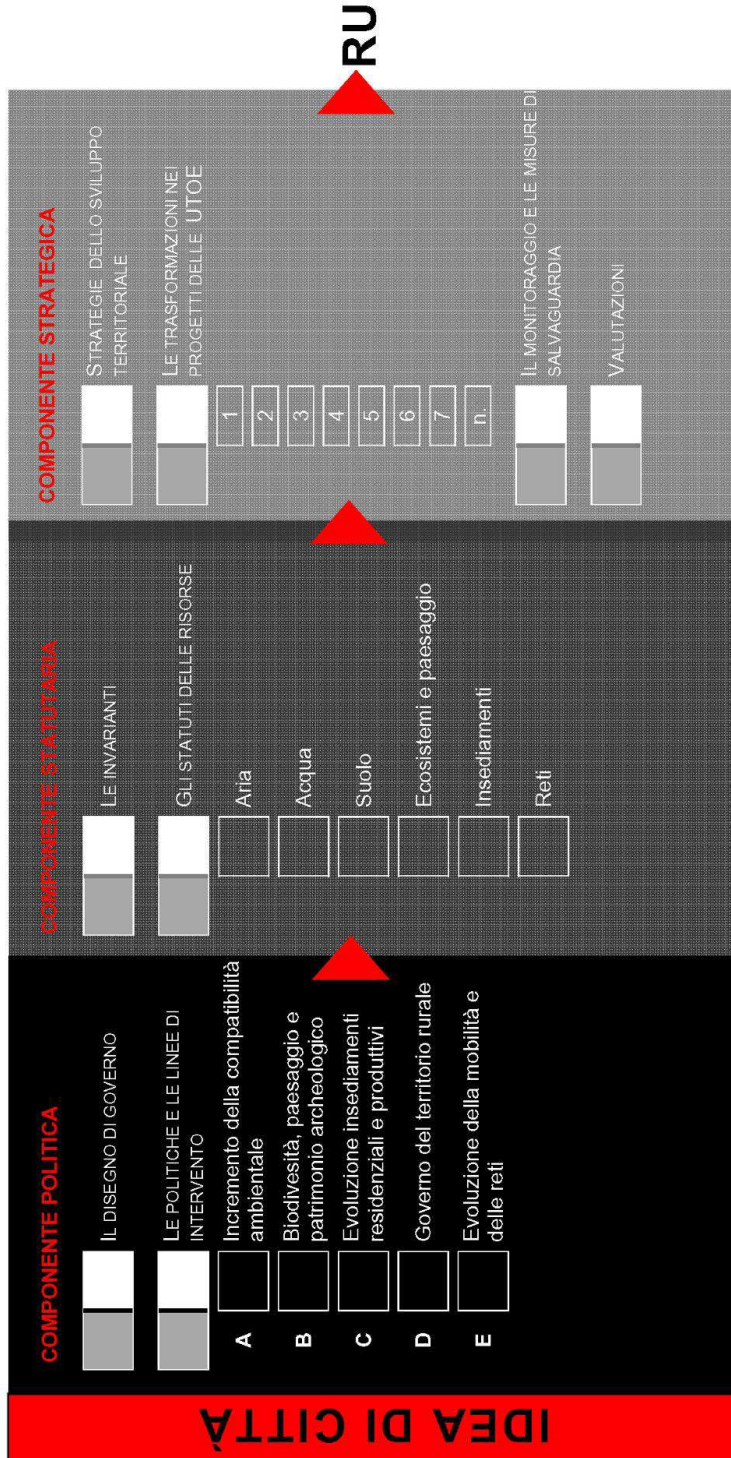 IDEA DI CITTÀ
COMPONENTE POLITICA
IL DISEGNO DI GOVERNO
LE POLITICHE E LE LINEE DI
INTERVENTO
A
Incremento della compatibilità
ambientale
B
Biodivesità, paesaggio e
patrimonio archeologico
C
Evoluzione insediamenti
residenziali e produttivi
D
Governo del territorio rurale
E
Evoluzione della mobilità e
delle reti
COMPONENTE STATUTARIA
LE INVARIANTI
GLI STATUTI DELLE RISORSE
Aria
Acqua
Suolo
Ecosistemi e paesaggio
Insediamenti
Reti
COMPONENTE STRATEGICA
STRATEGIE DELLO SVILUPPO
TERRITORIALE
LE TRASFORMAZIONI NEI
PROGETTI DELLE UTOE
1
2
3
4
5
6
7
n.
IL MONITORAGGIO E LE MISURE DI
SALVAGUARDIA
VALUTAZIONI
RU